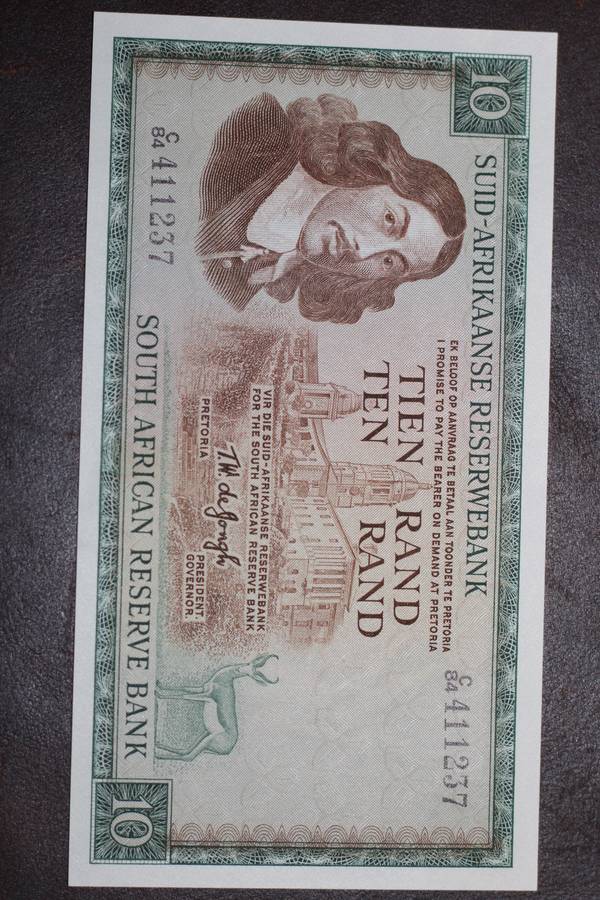 10
SUID-AFRIKAANSE RESERWEBANK
EK BELOOF OP AANVRAAG TE BETAAL AAN TOONDER TE PRETORIA
I PROMISE TO PAY THE BEARER ON DEMAND AT PRETORIA
C/84 411237
TIEN RAND
TEN RAND
VIR DIE SUID-AFRIKAANSE RESERWEBANK
FOR THE SOUTH AFRICAN RESERVE BANK
T.W. de Jongh
PRETORIA
PRESIDENT.
GOVERNOR.
C/84 411237
SOUTH AFRICAN RESERVE BANK
10